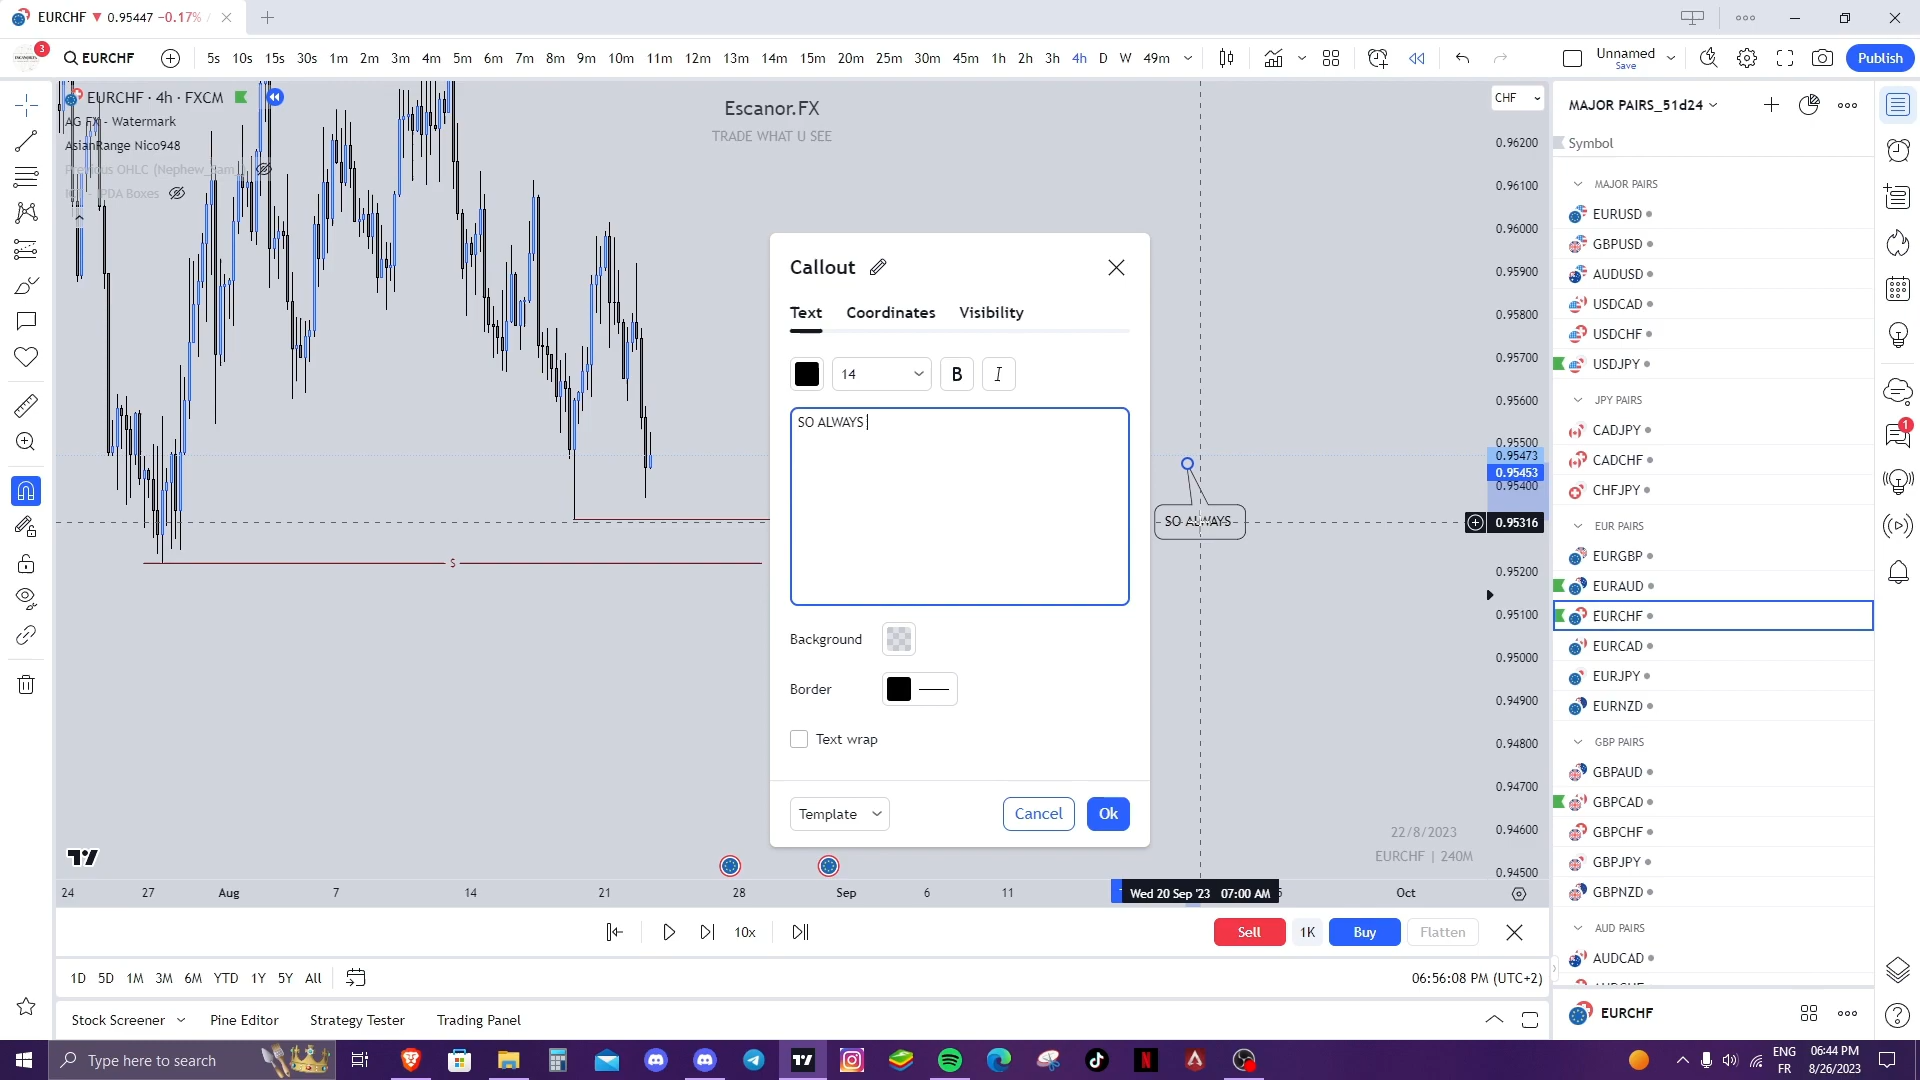 EURCHF ▼ 0.95447 −0.17% /
3
EURCHF
5s 10s 15s 30s 1m 2m 3m 4m 5m 6m 7m 8m 9m 10m 11m 12m 13m 14m 15m 20m 25m 30m 45m 1h 2h 3h 4h D W 49m
Unnamed
Save
Publish
EURCHF · 4h · FXCM
AG FX - Watermark
AsianRange Nico948
Escanor.FX
TRADE WHAT U SEE
CHF
0.96200
0.96100
0.96000
0.95900
0.95800
0.95700
0.95600
0.95500
0.95473
0.95453
0.95400
0.95316
0.95200
0.95100
0.95000
0.94900
0.94800
0.94700
0.94600
0.94500
$
SO ALWAYS
Callout
Text Coordinates Visibility
14
B I
SO ALWAYS
Background
Border
Text wrap
Template
Cancel
Ok
22/8/2023
EURCHF | 240M
24 27 Aug 7 14 21 28 Sep 6 11 Wed 20 Sep '23 07:00 AM Oct
10x
Sell 1K Buy Flatten
1D 5D 1M 3M 6M YTD 1Y 5Y All
06:56:08 PM (UTC+2)
Stock Screener Pine Editor Strategy Tester Trading Panel
MAJOR PAIRS_51d24
Symbol
MAJOR PAIRS
EURUSD
GBPUSD
AUDUSD
USDCAD
USDCHF
USDJPY
JPY PAIRS
CADJPY
CADCHF
CHFJPY
EUR PAIRS
EURGBP
EURAUD
EURCHF
EURCAD
EURJPY
EURNZD
GBP PAIRS
GBPAUD
GBPCAD
GBPCHF
GBPJPY
GBPNZD
AUD PAIRS
AUDCAD
EURCHF
1
Type here to search
ENG
FR
06:44 PM
8/26/2023